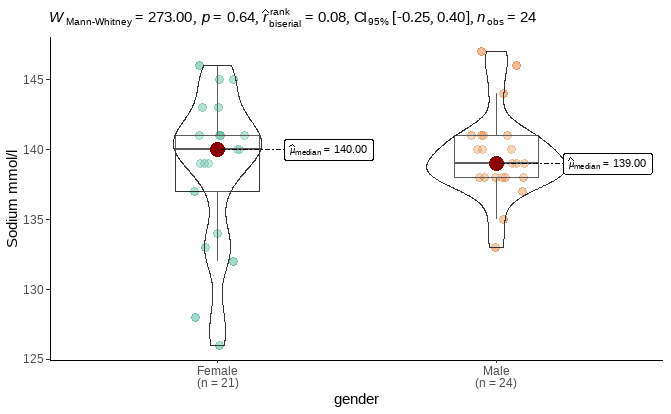 W Mann-Whitney = 273.00, p = 0.64, r̂ rank biserial = 0.08, CI95% [-0.25, 0.40], n obs = 24
145
140
135
130
125
Sodium mmol/l
μ̂median = 140.00
μ̂median = 139.00
Female
(n = 21)
Male
(n = 24)
gender